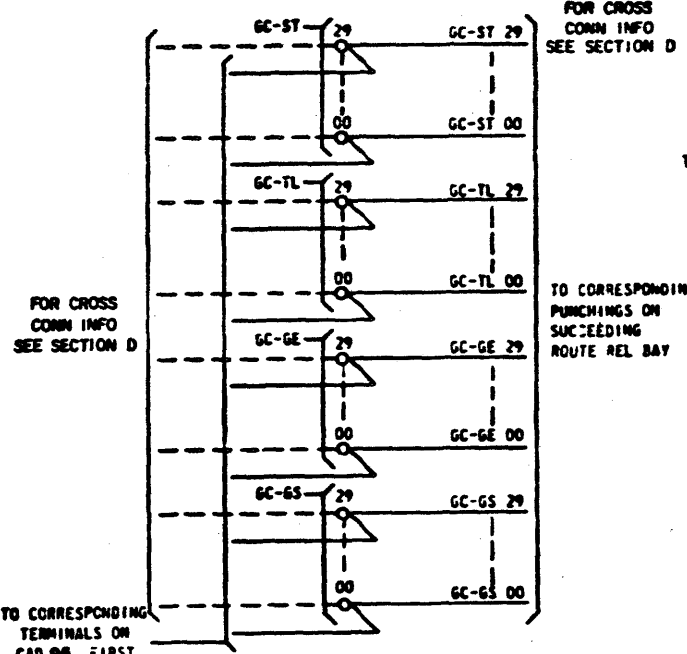 FOR CROSS
CONN INFO
SEE SECTION D
GC-ST 29 GC-ST 29
00 GC-ST 00
GC-TL 29 GC-TL 29
00 GC-TL 00
TO CORRESPONDIN
PUNCHINGS ON
SUCCEEDING
ROUTE REL BAY
FOR CROSS
CONN INFO
SEE SECTION D
GC-GE 29 GC-GE 29
00 GC-GE 00
GC-GS 29 GC-GS 29
00 GC-GS 00
TO CORRESPONDING
TERMINALS ON
FIRST